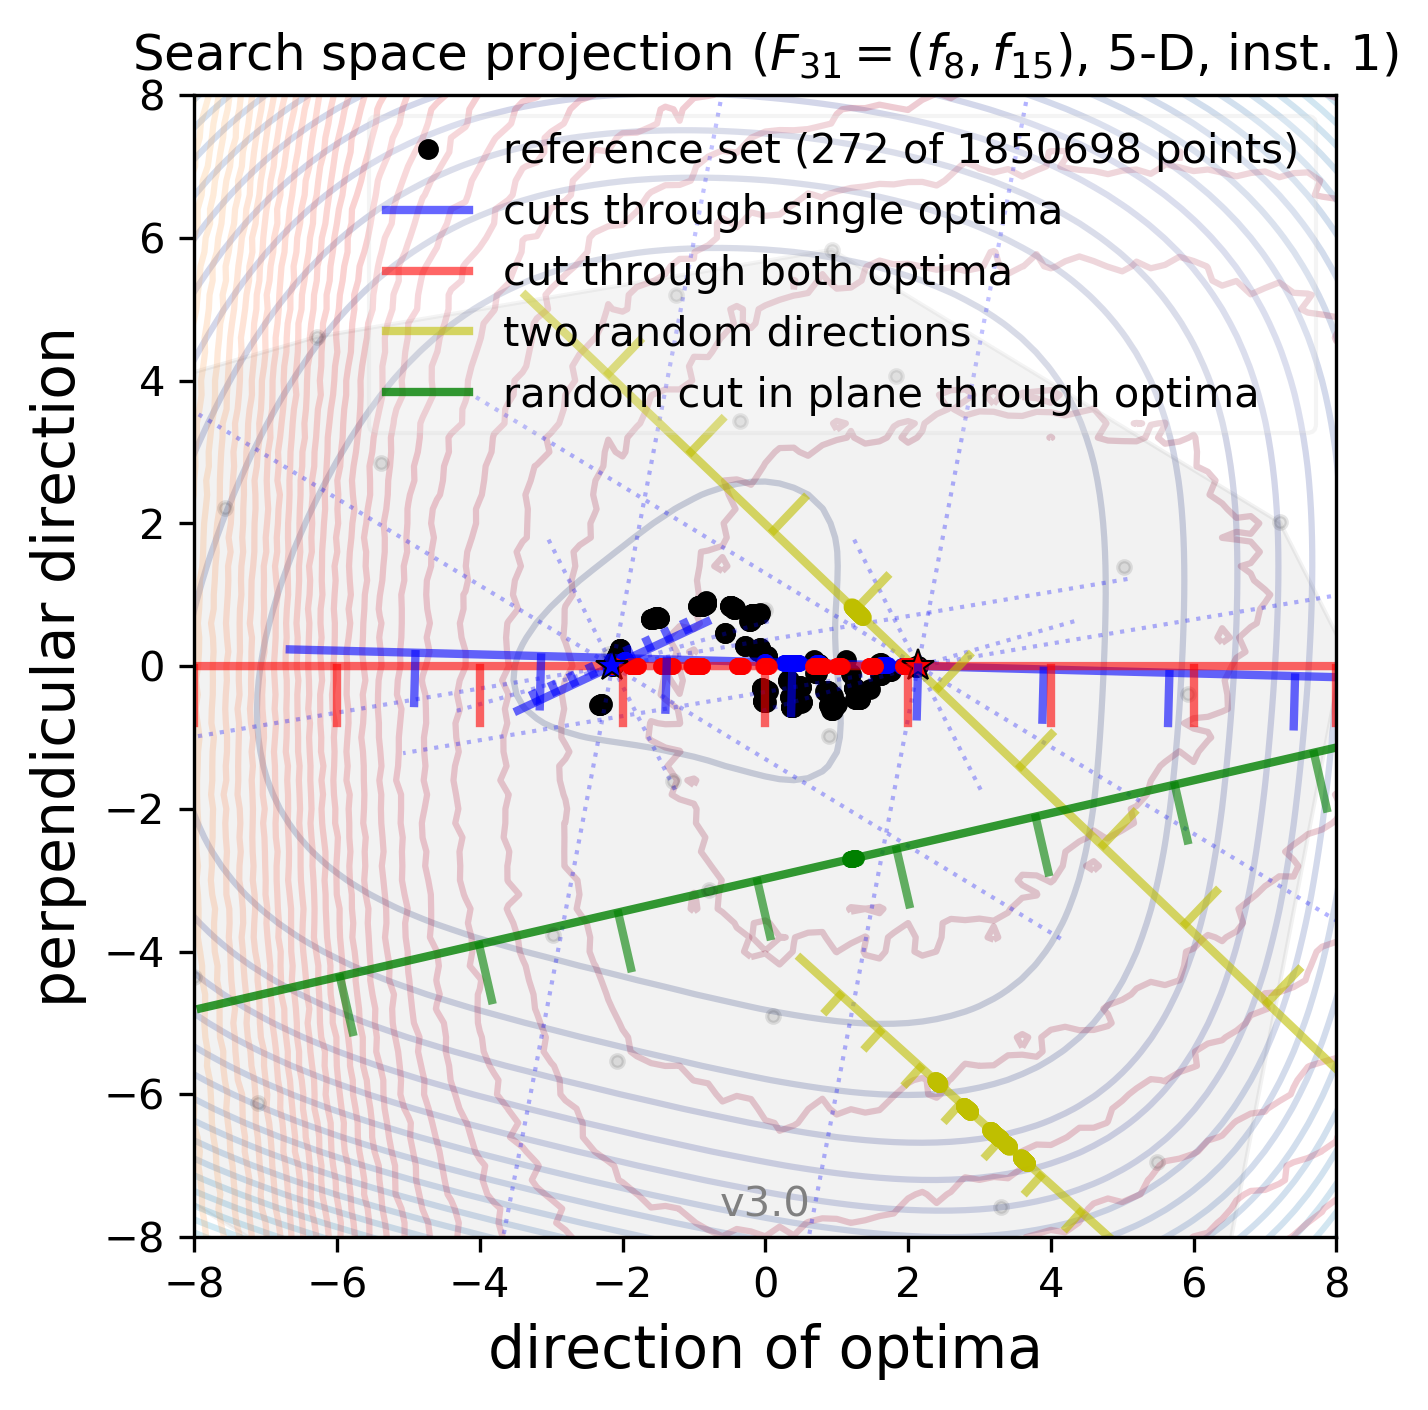 Search space projection (F31 = (f8, f15), 5-D, inst. 1)
8
reference set (272 of 1850698 points)
cuts through single optima
6
cut through both optima
two random directions
4
random cut in plane through optima
2
0
−2
−4
−6
v3.0
−8
−8 −6 −4 −2 0 2 4 6 8
direction of optima
perpendicular direction